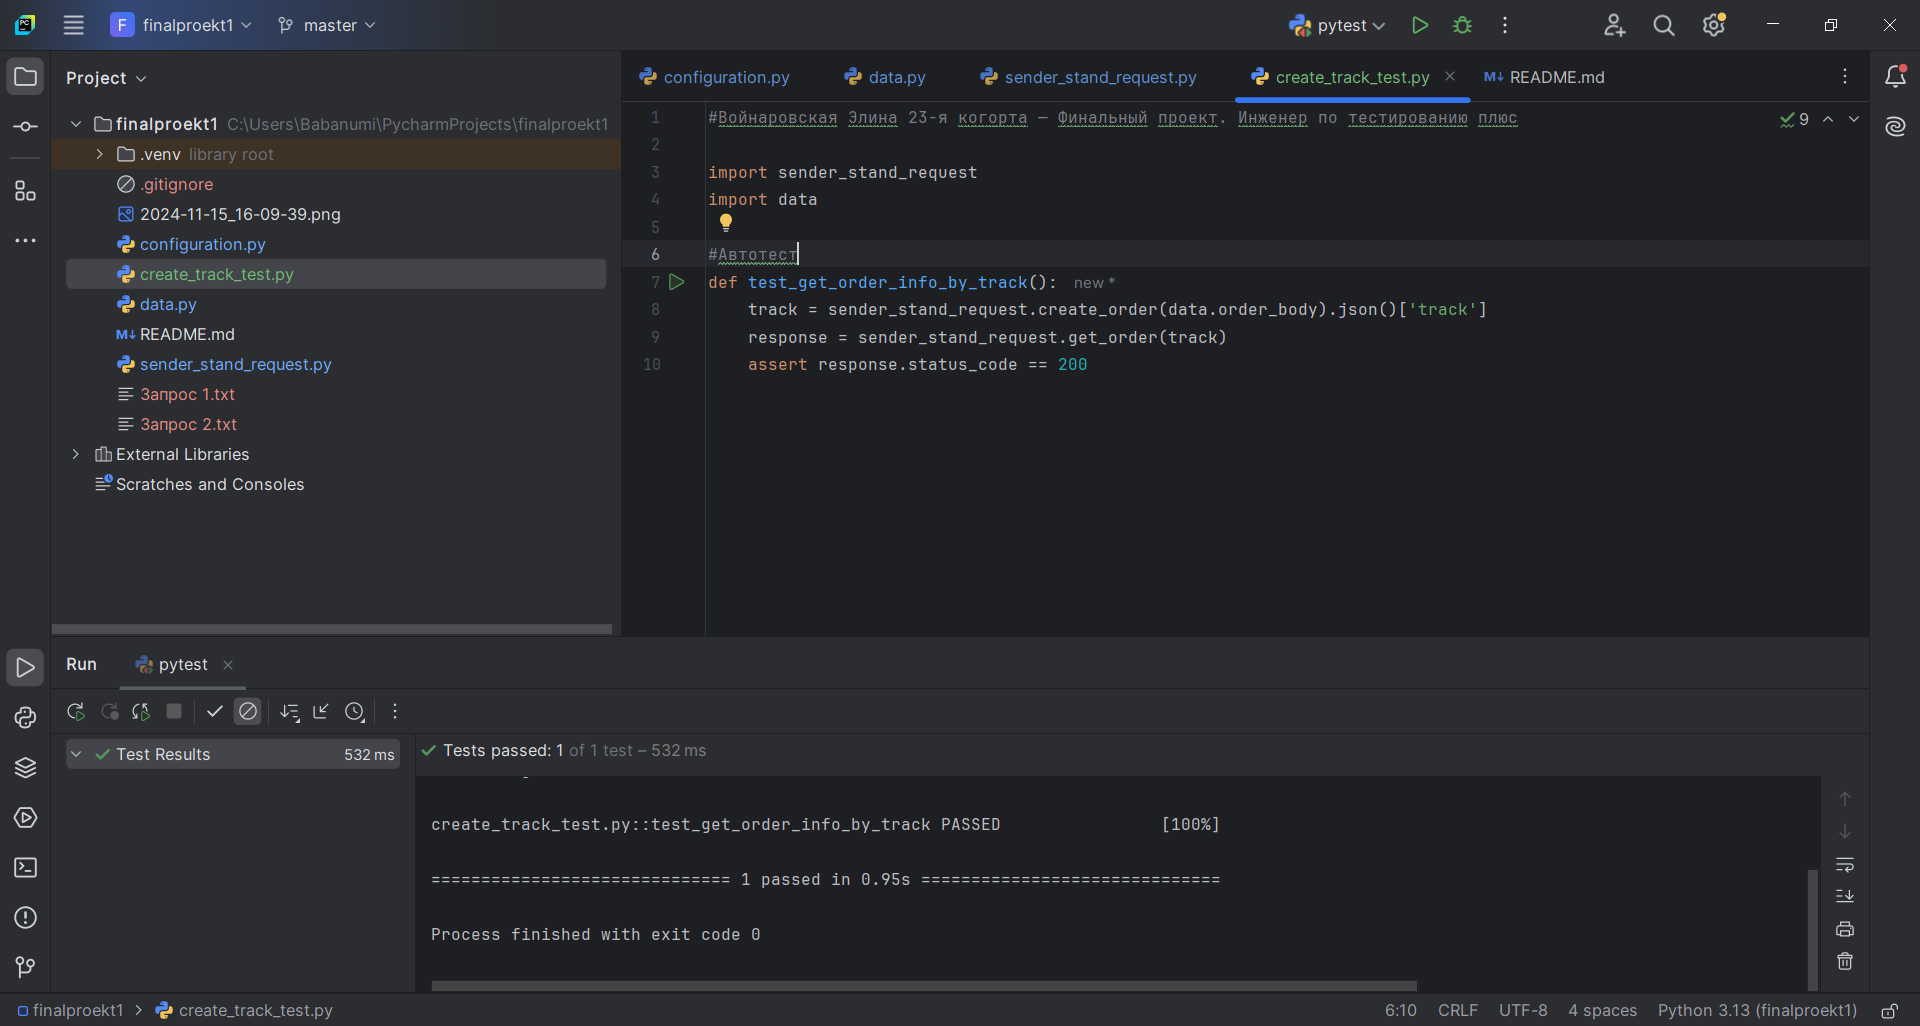 F finalproekt1 master pytest
Project
configuration.py data.py sender_stand_request.py create_track_test.py README.md
finalproekt1 C:\Users\Babanumi\PycharmProjects\finalproekt1
.venv library root
.gitignore
2024-11-15_16-09-39.png
configuration.py
create_track_test.py
data.py
README.md
sender_stand_request.py
Запрос 1.txt
Запрос 2.txt
External Libraries
Scratches and Consoles
1 #Войнаровская Элина 23-я когорта — Финальный проект. Инженер по тестированию плюс
9
2
3 import sender_stand_request
4 import data
5
6 #Автотест
7 def test_get_order_info_by_track(): new *
8 track = sender_stand_request.create_order(data.order_body).json()['track']
9 response = sender_stand_request.get_order(track)
10 assert response.status_code == 200
Run pytest
Test Results 532 ms
Tests passed: 1 of 1 test – 532 ms
create_track_test.py::test_get_order_info_by_track PASSED [100%]
============================== 1 passed in 0.95s ==============================
Process finished with exit code 0
finalproekt1 create_track_test.py 6:10 CRLF UTF-8 4 spaces Python 3.13 (finalproekt1)